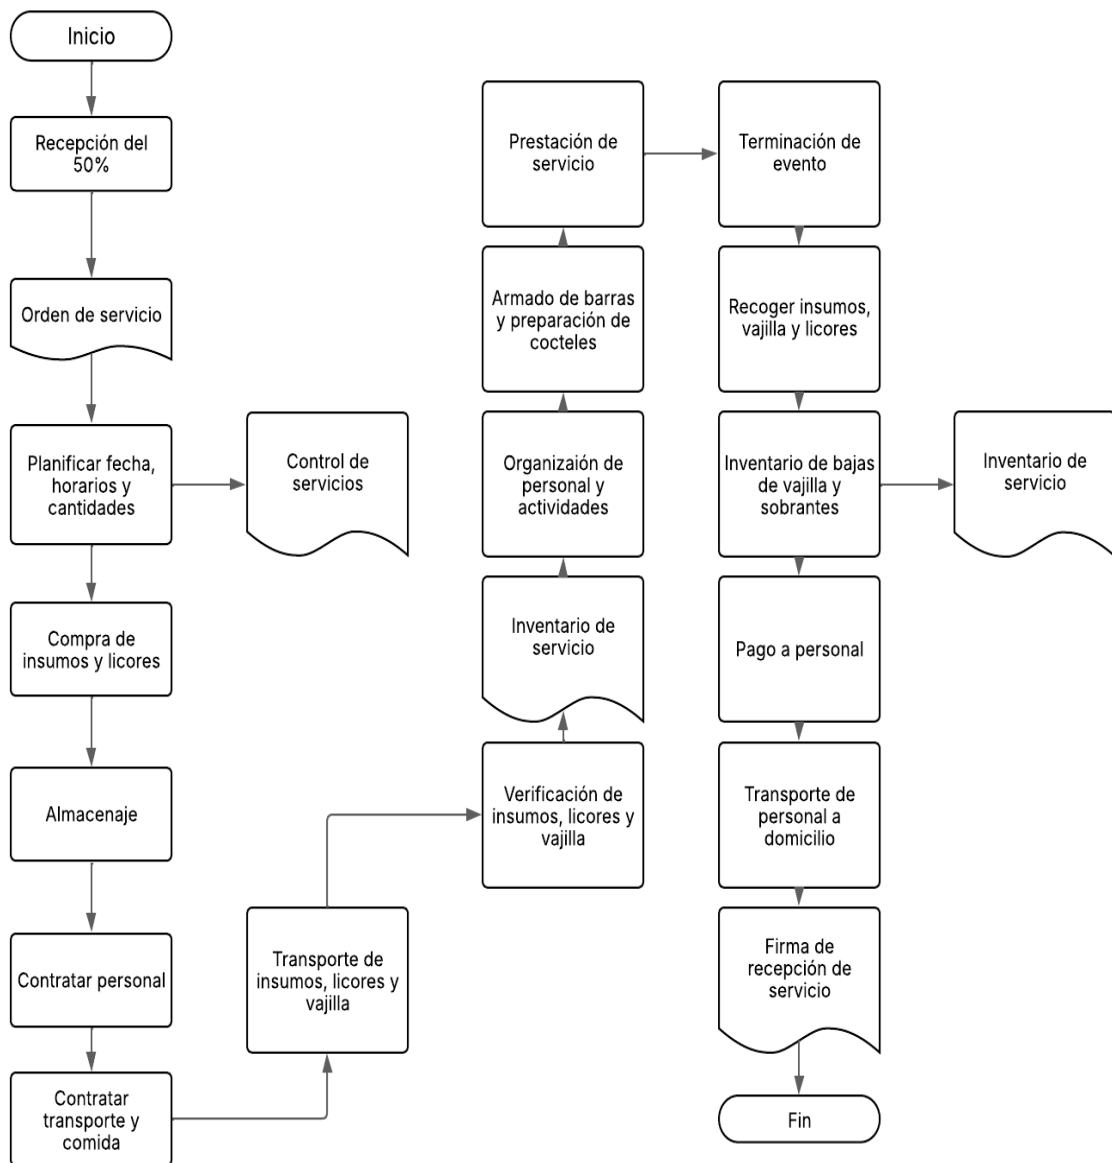 Inicio
Recepción del
50%
Orden de servicio
Planificar fecha,
horarios y
cantidades
Control de
servicios
Compra de
insumos y licores
Almacenaje
Contratar personal
Contratar
transporte y
comida
Transporte de
insumos, licores y
vajilla
Verificación de
insumos, licores y
vajilla
Inventario de
servicio
Organizaión de
personal y
actividades
Armado de barras
y preparación de
cocteles
Prestación de
servicio
Terminación de
evento
Recoger insumos,
vajilla y licores
Inventario de bajas
de vajilla y
sobrantes
Inventario de
servicio
Pago a personal
Transporte de
personal a
domicilio
Firma de
recepción de
servicio
Fin